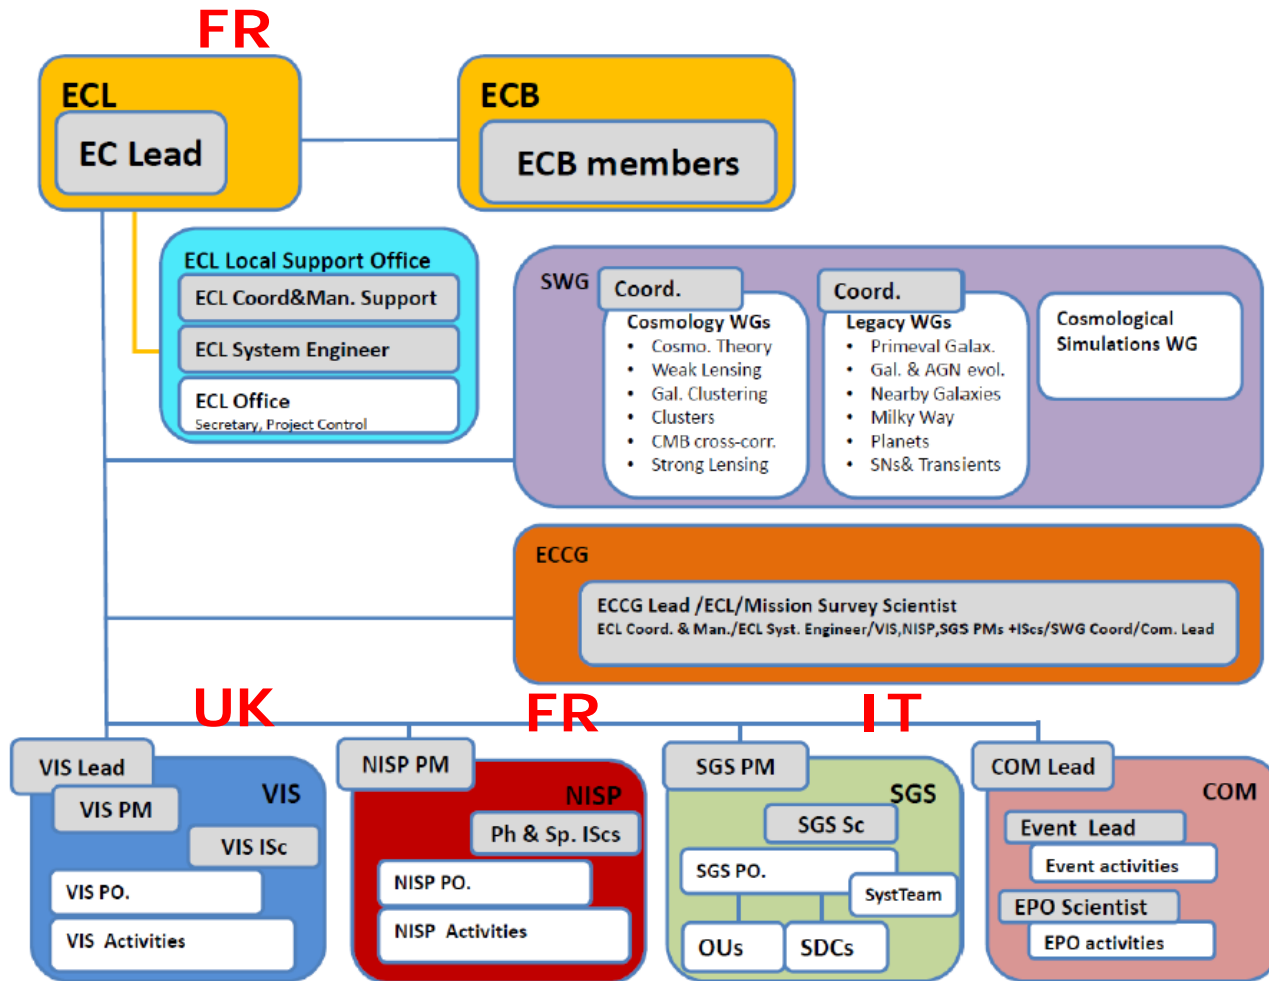 FR
ECL
EC Lead
ECB
ECB members
ECL Local Support Office
ECL Coord&Man. Support
ECL System Engineer
ECL Office
Secretary, Project Control
SWG
Coord.
Cosmology WGs
• Cosmo. Theory
• Weak Lensing
• Gal. Clustering
• Clusters
• CMB cross-corr.
• Strong Lensing
Coord.
Legacy WGs
• Primeval Galax.
• Gal. & AGN evol.
• Nearby Galaxies
• Milky Way
• Planets
• SNs& Transients
Cosmological
Simulations WG
ECCG
ECCG Lead /ECL/Mission Survey Scientist
ECL Coord. & Man./ECL Syst. Engineer/VIS,NISP,SGS PMs +IScs/SWG Coord/Com. Lead
UK
FR
IT
VIS Lead
VIS
VIS PM
VIS ISc
VIS PO.
VIS Activities
NISP PM
NISP
Ph & Sp. IScs
NISP PO.
NISP Activities
SGS PM
SGS
SGS Sc
SGS PO.
SystTeam
OUs
SDCs
COM Lead
COM
Event Lead
Event activities
EPO Scientist
EPO activities